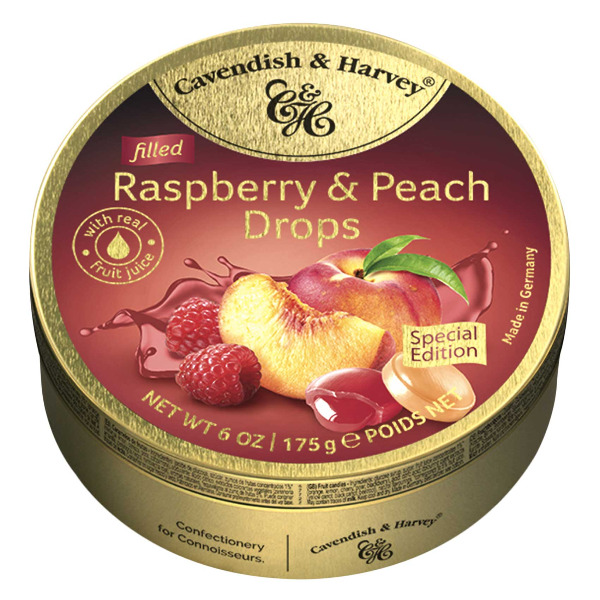 Cavendish & Harvey®
C&H
filled
Raspberry & Peach
Drops
with real
fruit juice
Made in Germany
Special
Edition
NET WT 6 OZ | 175g ℮ POIDS NET
Confectionery
for Connoisseurs.
Cavendish & Harvey®
C&H